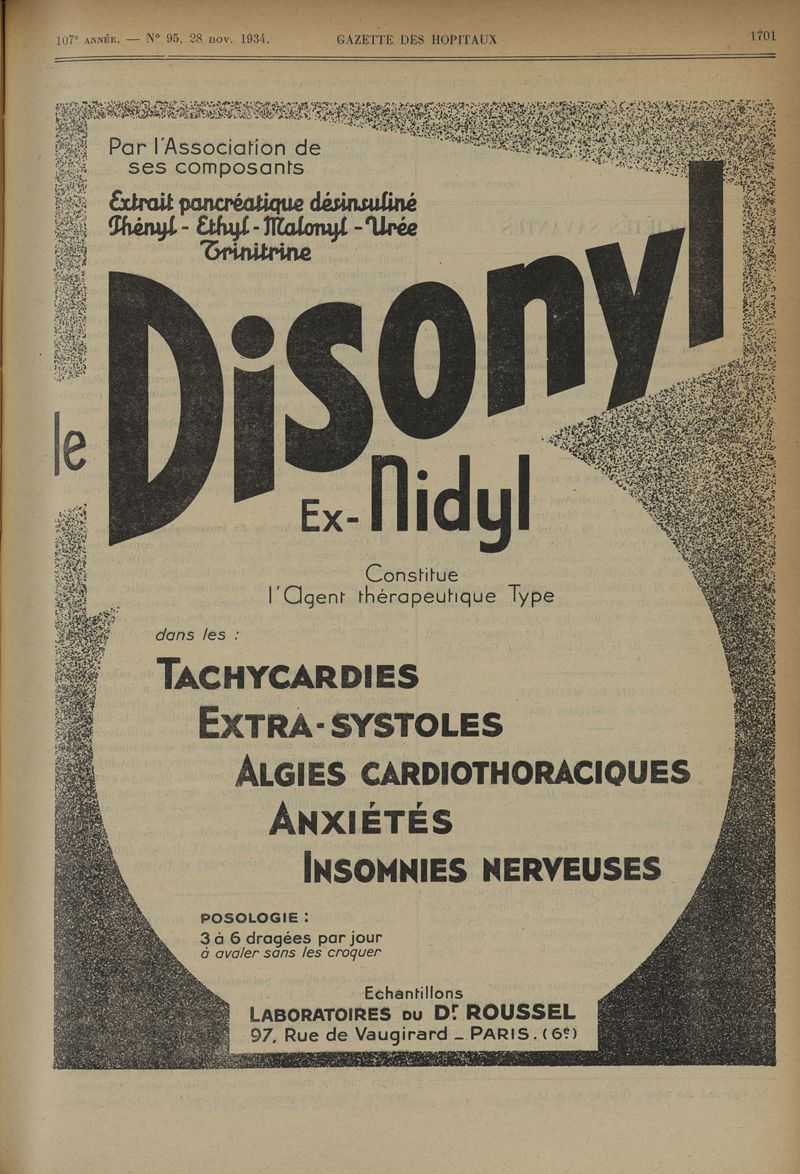 107e ANNÉE. — N° 95, 28 nov. 1934. GAZETTE DES HOPITAUX 1701
Par l'Association de
ses composants
Extrait pancréatique désinsuliné
Phényl - Ethyl - Malonyl - Urée
Trinitrine
le Disonyl
Ex-Nidyl
Constitue
l'Agent thérapeutique Type
dans les :
TACHYCARDIES
EXTRA-SYSTOLES
ALGIES CARDIOTHORACIQUES
ANXIÉTÉS
INSOMNIES NERVEUSES
POSOLOGIE :
3 à 6 dragées par jour
à avaler sans les croquer
Echantillons
LABORATOIRES DU Dr ROUSSEL
97, Rue de Vaugirard _ PARIS. (6e)